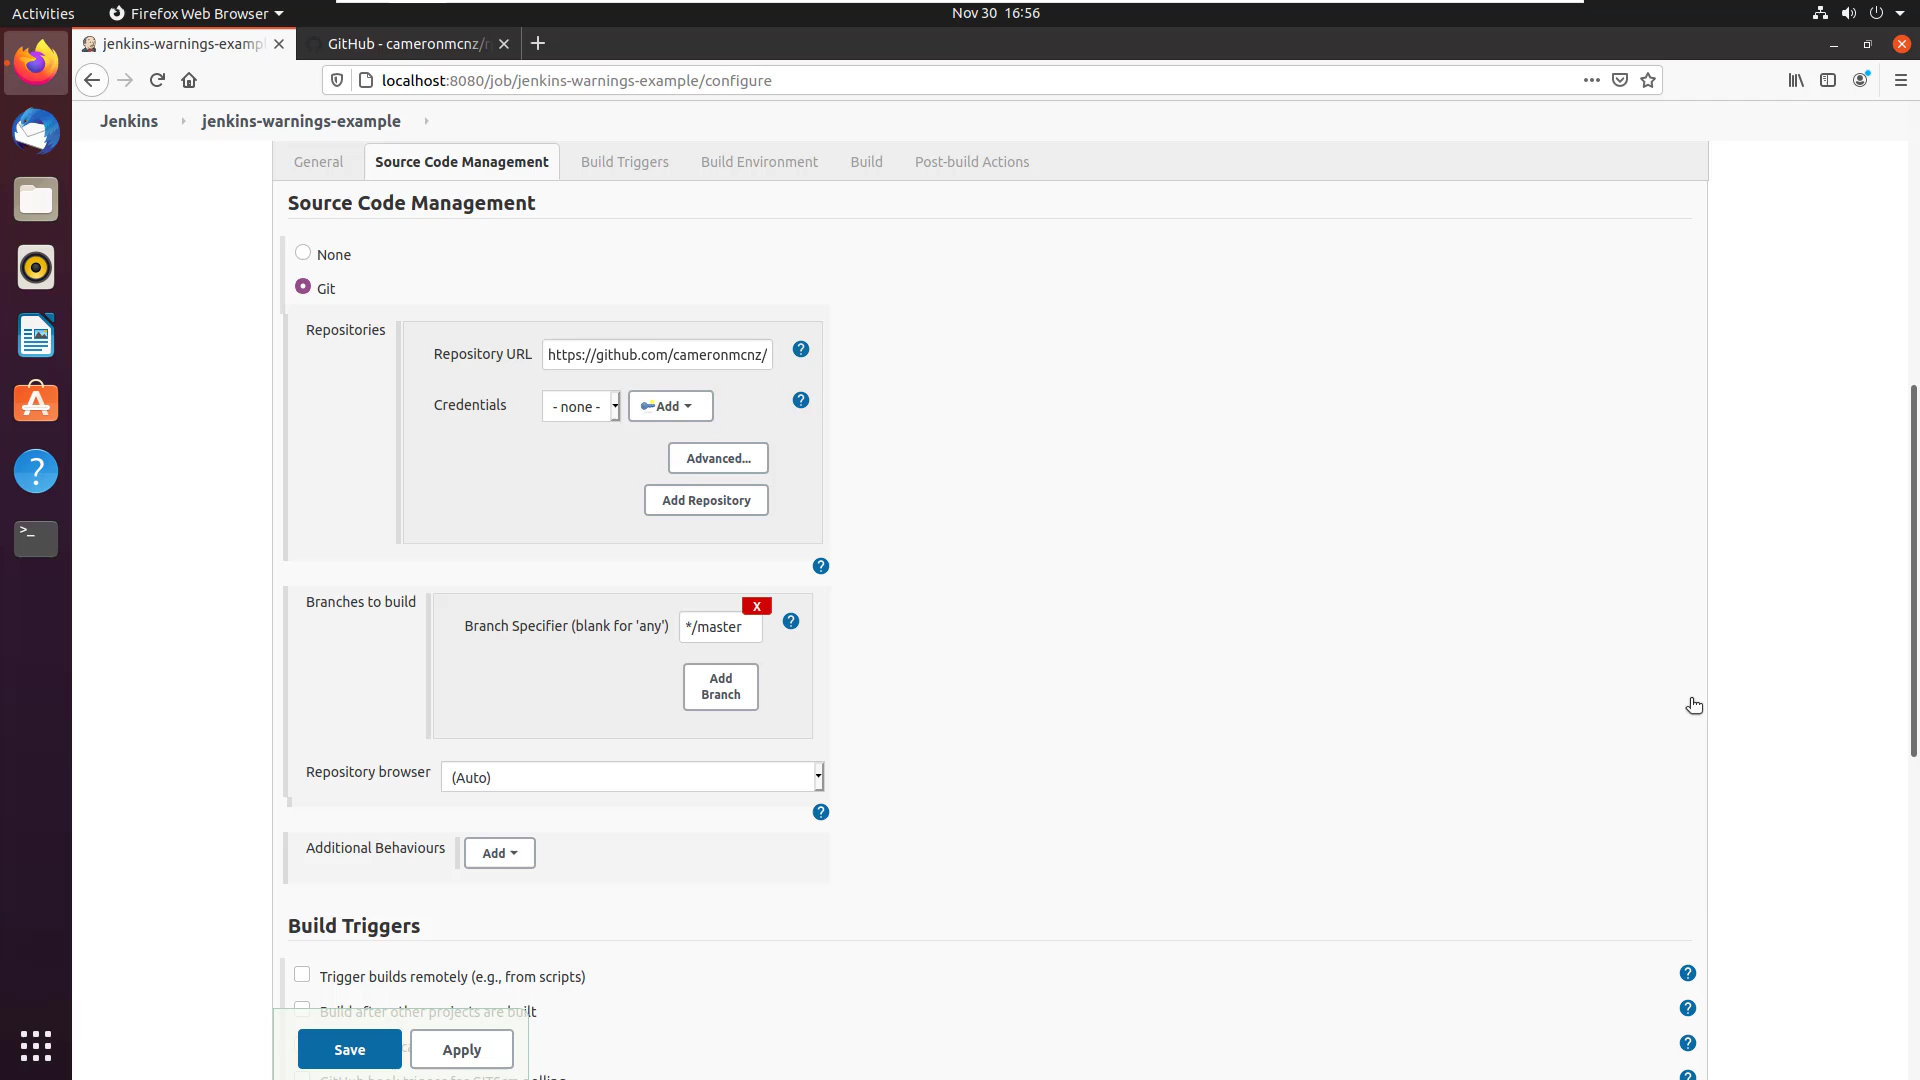 Activities Firefox Web Browser Nov 30 16:56
jenkins-warnings-exampl GitHub - cameronmcnz/r
localhost:8080/job/jenkins-warnings-example/configure
Jenkins jenkins-warnings-example
General Source Code Management Build Triggers Build Environment Build Post-build Actions
Source Code Management
None
Git
Repositories
Repository URL https://github.com/cameronmcnz/ ?
Credentials - none - Add ?
Advanced...
Add Repository
?
Branches to build
X
Branch Specifier (blank for 'any') */master ?
Add
Branch
Repository browser (Auto)
?
Additional Behaviours Add
Build Triggers
Trigger builds remotely (e.g., from scripts) ?
Build after other projects are built ?
Save Apply ?
GitHub hook trigger for GITScm polling ?